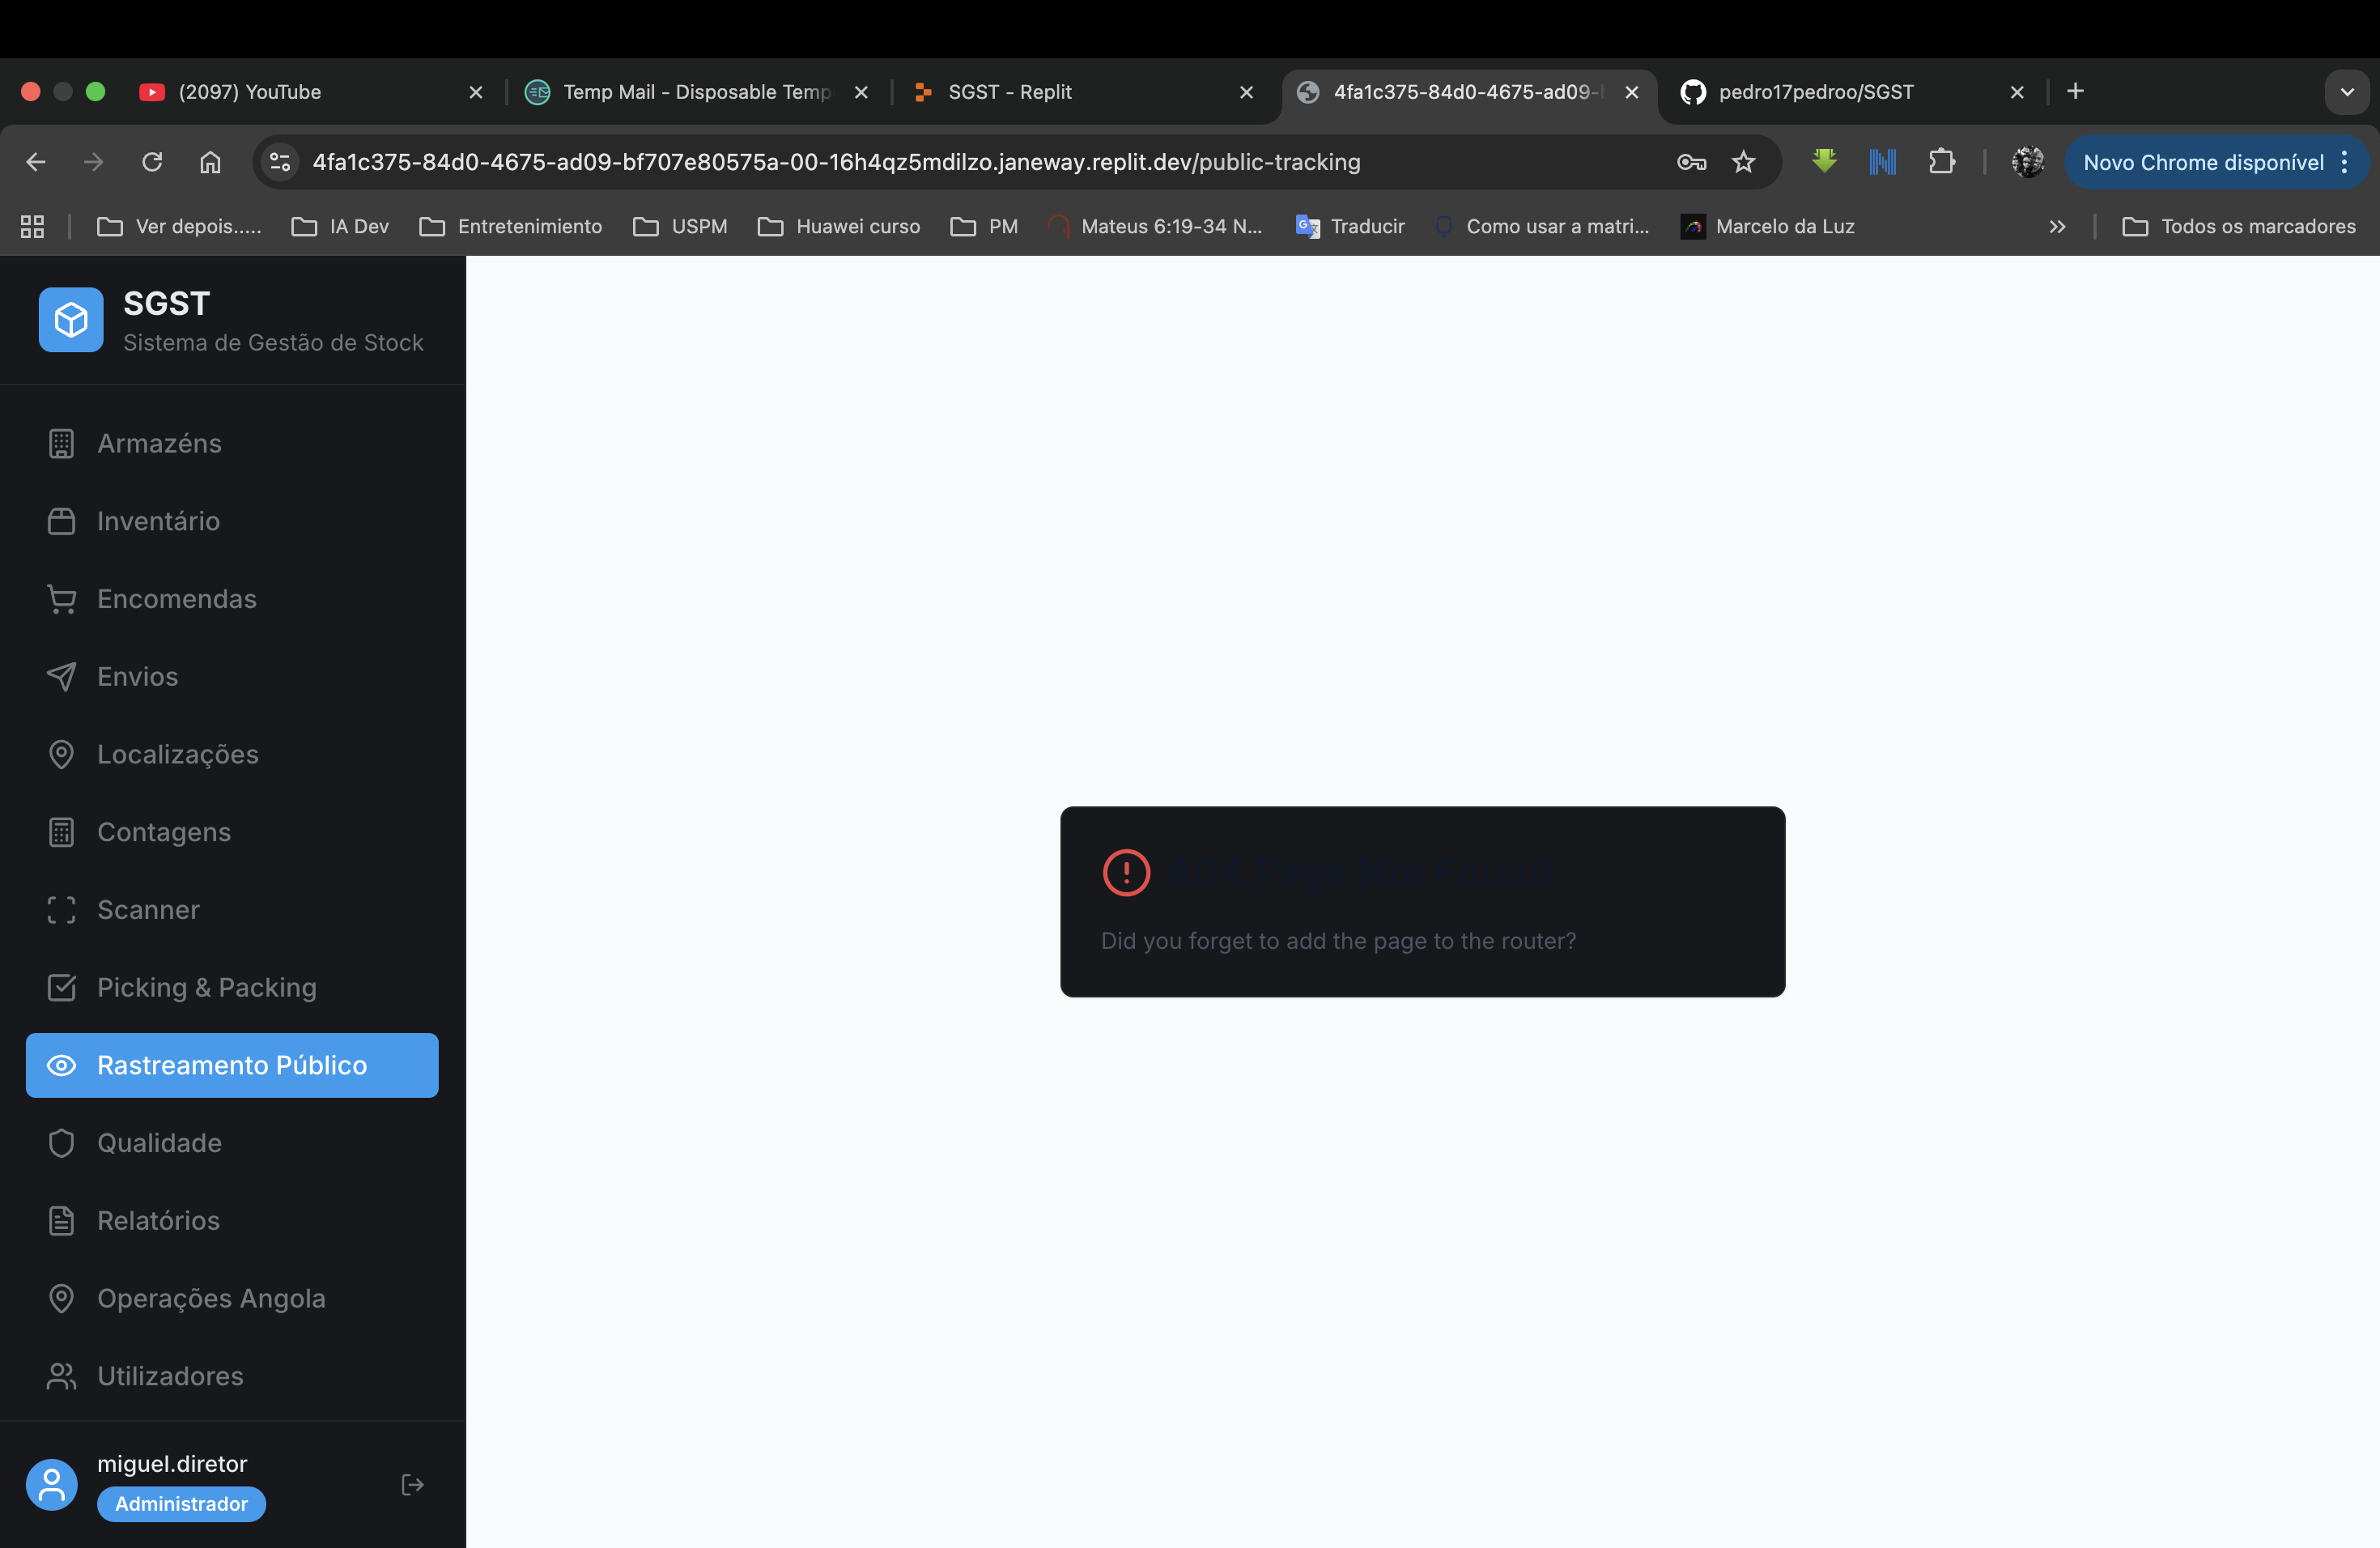 (2097) YouTube
Temp Mail - Disposable Temp
SGST - Replit
4fa1c375-84d0-4675-ad09-b
pedro17pedroo/SGST
4fa1c375-84d0-4675-ad09-bf707e80575a-00-16h4qz5mdilzo.janeway.replit.dev/public-tracking
Novo Chrome disponível
Ver depois.....
IA Dev
Entretenimiento
USPM
Huawei curso
PM
Mateus 6:19-34 N...
Traducir
Como usar a matri...
Marcelo da Luz
Todos os marcadores
SGST
Sistema de Gestão de Stock
Armazéns
Inventário
Encomendas
Envios
Localizações
Contagens
Scanner
Picking & Packing
Rastreamento Público
Qualidade
Relatórios
Operações Angola
Utilizadores
miguel.diretor
Administrador
404 Page Not Found
Did you forget to add the page to the router?